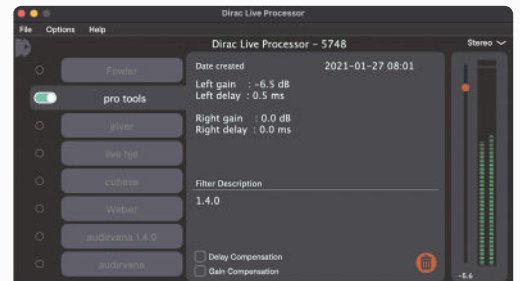 Dirac Live Processor
File Options Help
Dirac Live Processor - 5748
Stereo
Fowler
pro tools
jriver
live hje
cubase
Weber
audirvana 1.4.0
audirvana
Date created 2021-01-27 08:01
Left gain : -6.5 dB
Left delay : 0.5 ms
Right gain : 0.0 dB
Right delay : 0.0 ms
Filter Description
1.4.0
Delay Compensation
Gain Compensation
-5.6